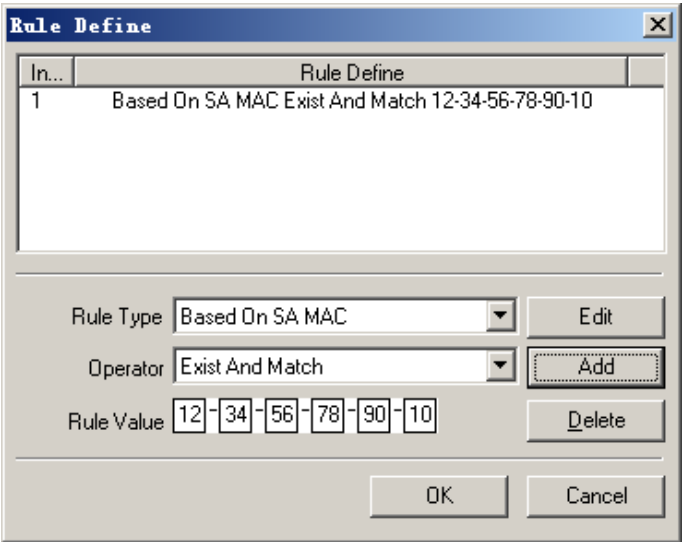 Rule Define
In... Rule Define
1 Based On SA MAC Exist And Match 12-34-56-78-90-10
Rule Type Based On SA MAC Edit
Operator Exist And Match Add
Rule Value 12-34-56-78-90-10 Delete
OK Cancel